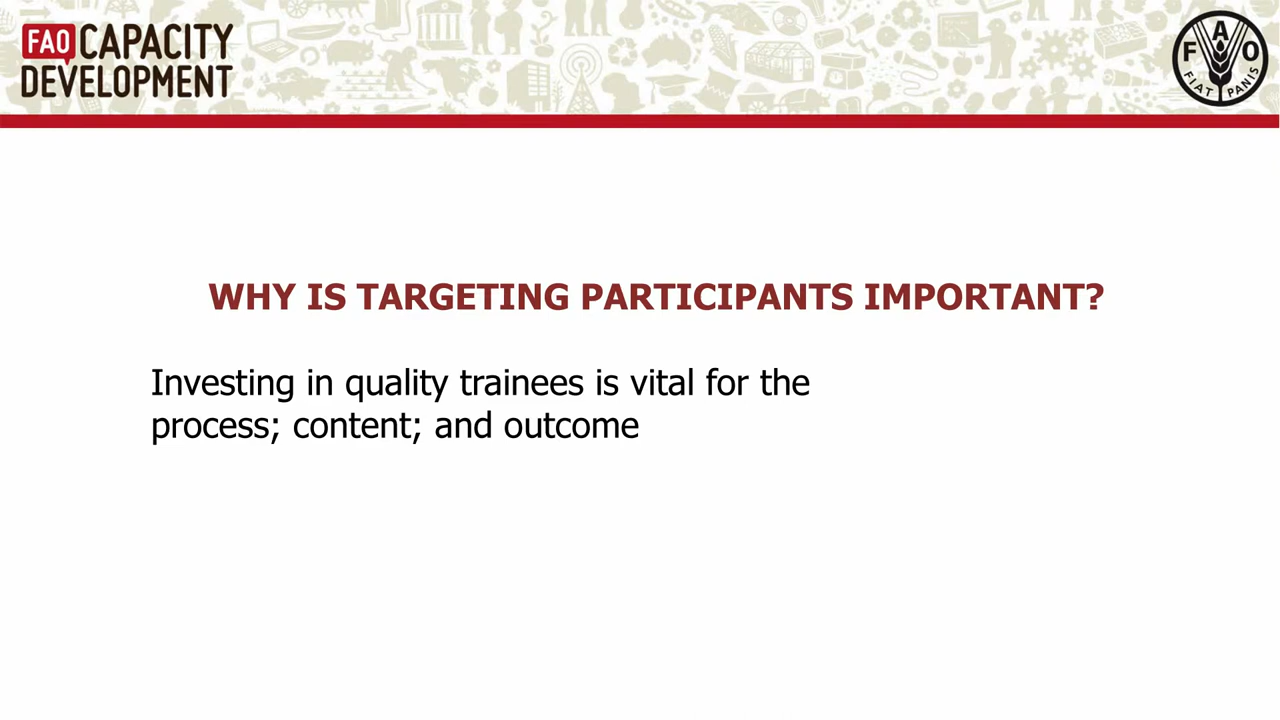 FAO CAPACITY
DEVELOPMENT
F A O
FIAT PANIS
WHY IS TARGETING PARTICIPANTS IMPORTANT?
Investing in quality trainees is vital for the
process; content; and outcome